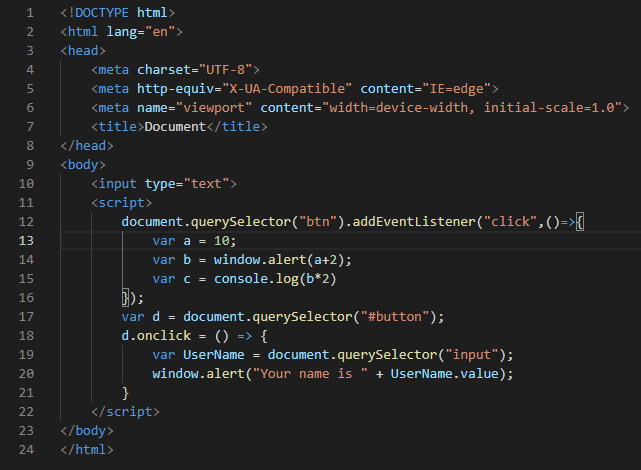 1 <!DOCTYPE html>
2 <html lang="en">
3 <head>
4     <meta charset="UTF-8">
5     <meta http-equiv="X-UA-Compatible" content="IE=edge">
6     <meta name="viewport" content="width=device-width, initial-scale=1.0">
7     <title>Document</title>
8 </head>
9 <body>
10     <input type="text">
11     <script>
12         document.querySelector("btn").addEventListener("click",()=>{
13             var a = 10;
14             var b = window.alert(a+2);
15             var c = console.log(b*2)
16         });
17         var d = document.querySelector("#button");
18         d.onclick = () => {
19             var UserName = document.querySelector("input");
20             window.alert("Your name is " + UserName.value);
21         }
22     </script>
23 </body>
24 </html>